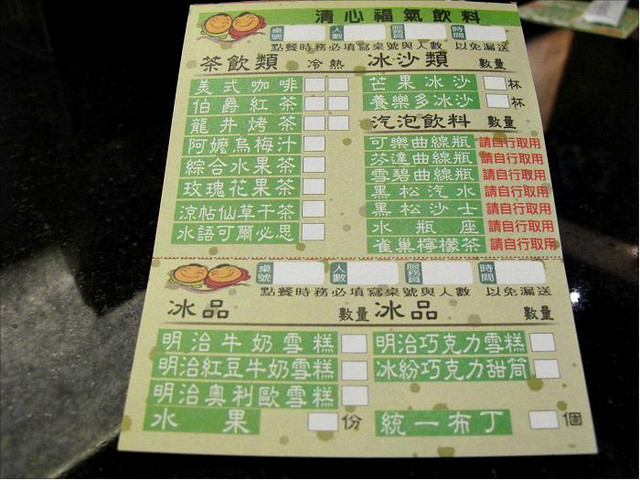 清心福氣飲料
桌號 人數 服務員 時間
點餐時務必填寫桌號與人數 以免漏送
茶飲類 冷 熱 冰沙類 數量
美式咖啡 芒果冰沙 杯
伯爵紅茶 養樂多冰沙 杯
龍井烤茶 汽泡飲料 數量
阿嬤烏梅汁 可樂曲線瓶 請自行取用
綜合水果茶 芬達曲線瓶 請自行取用
玫瑰花果茶 雪碧曲線瓶 請自行取用
黑松汽水 請自行取用
涼帖仙草干茶 黑松沙士 請自行取用
水語可爾必思 水瓶座 請自行取用
雀巢檸檬茶 請自行取用
桌號 人數 服務員 時間
點餐時務必填寫桌號與人數 以免漏送
冰品 數量 冰品 數量
明治牛奶雪糕 明治巧克力雪糕
明治紅豆牛奶雪糕 冰紛巧克力甜筒
明治奧利歐雪糕
水果 份 統一布丁 個